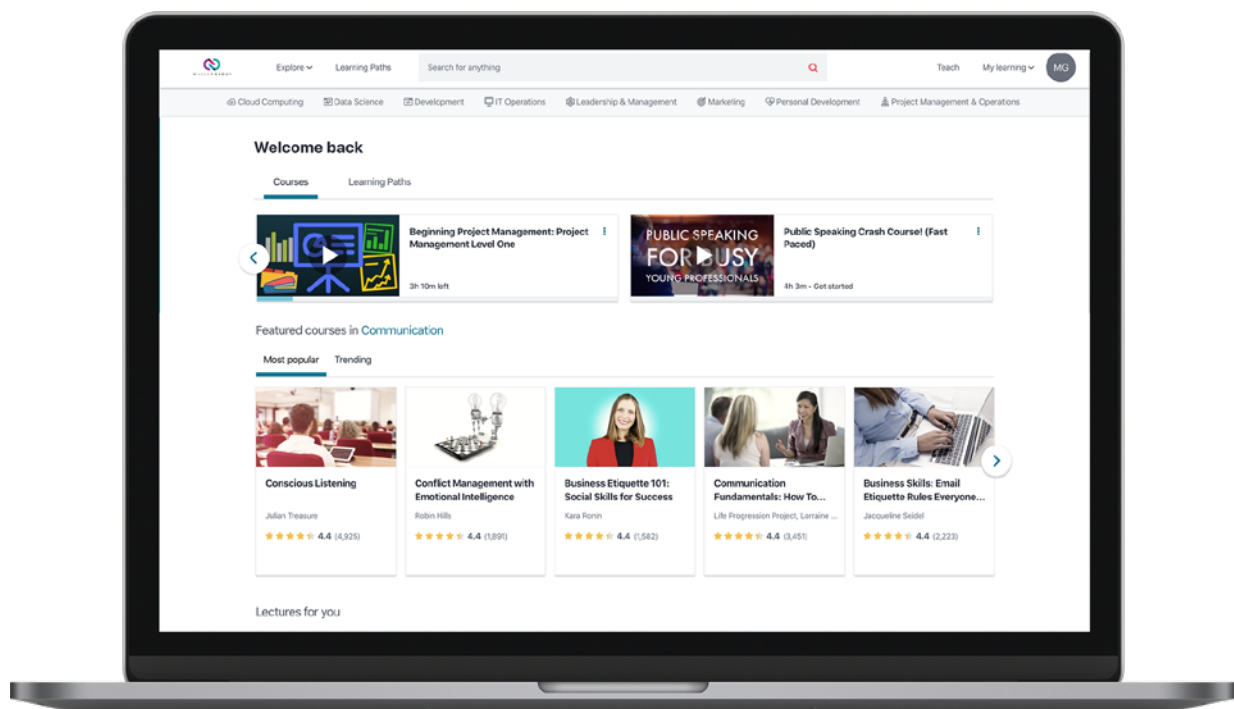 Explore
Learning Paths
Search for anything
Teach
My learning
MG
Cloud Computing
Data Science
Development
IT Operations
Leadership & Management
Marketing
Personal Development
Project Management & Operations
Welcome back
Courses
Learning Paths
Beginning Project Management: Project
Management Level One
3h 10m left
PUBLIC SPEAKING
FOR BUSY
YOUNG PROFESSIONALS
Public Speaking Crash Course! (Fast
Paced)
4h 3m - Get started
Featured courses in Communication
Most popular
Trending
Conscious Listening
Julian Treasure
4.4 (4,925)
Conflict Management with
Emotional Intelligence
Robin Hills
4.4 (1,891)
Business Etiquette 101:
Social Skills for Success
Kara Ronin
4.4 (1,582)
Communication
Fundamentals: How To...
Life Progression Project, Lorraine ...
4.4 (3,451)
Business Skills: Email
Etiquette Rules Everyone...
Jacqueline Seidel
4.4 (2,223)
Lectures for you